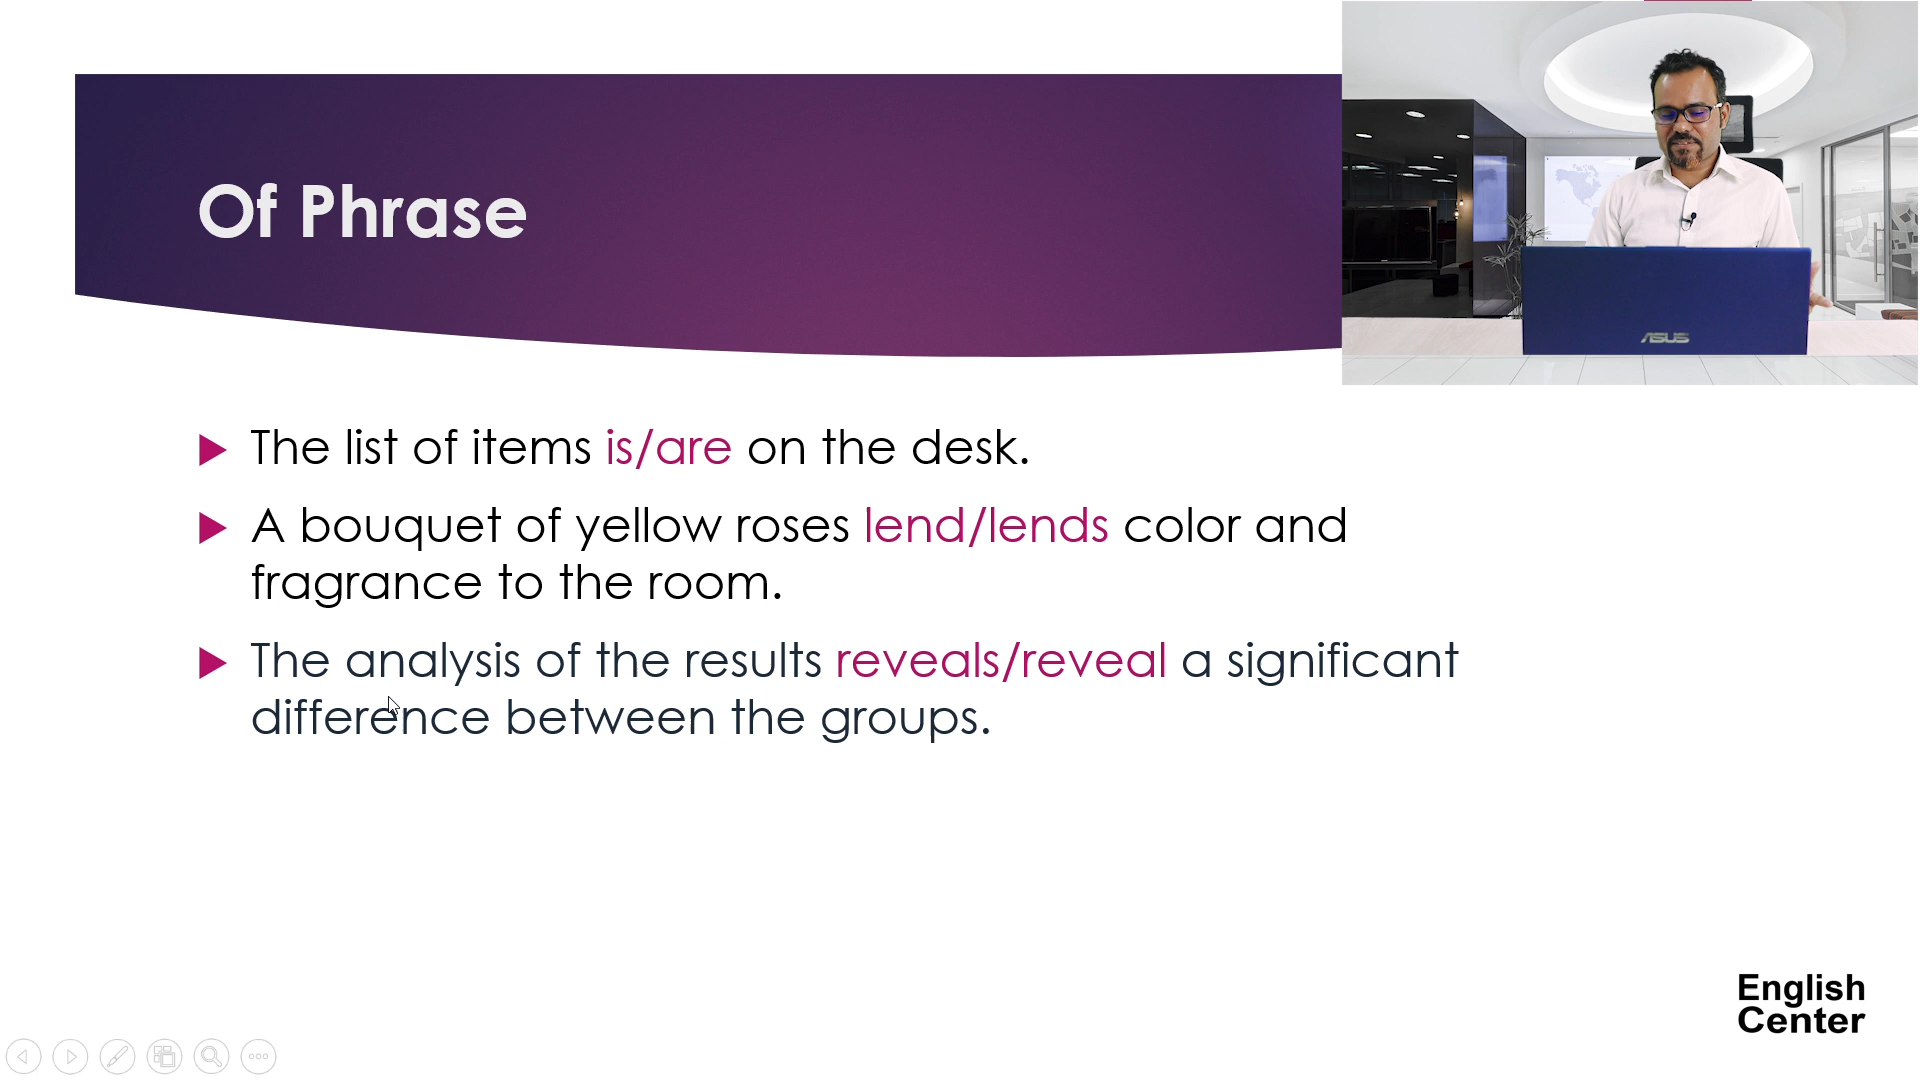 Of Phrase
ASUS
The list of items is/are on the desk.
A bouquet of yellow roses lend/lends color and
fragrance to the room.
The analysis of the results reveals/reveal a significant
difference between the groups.
English
Center